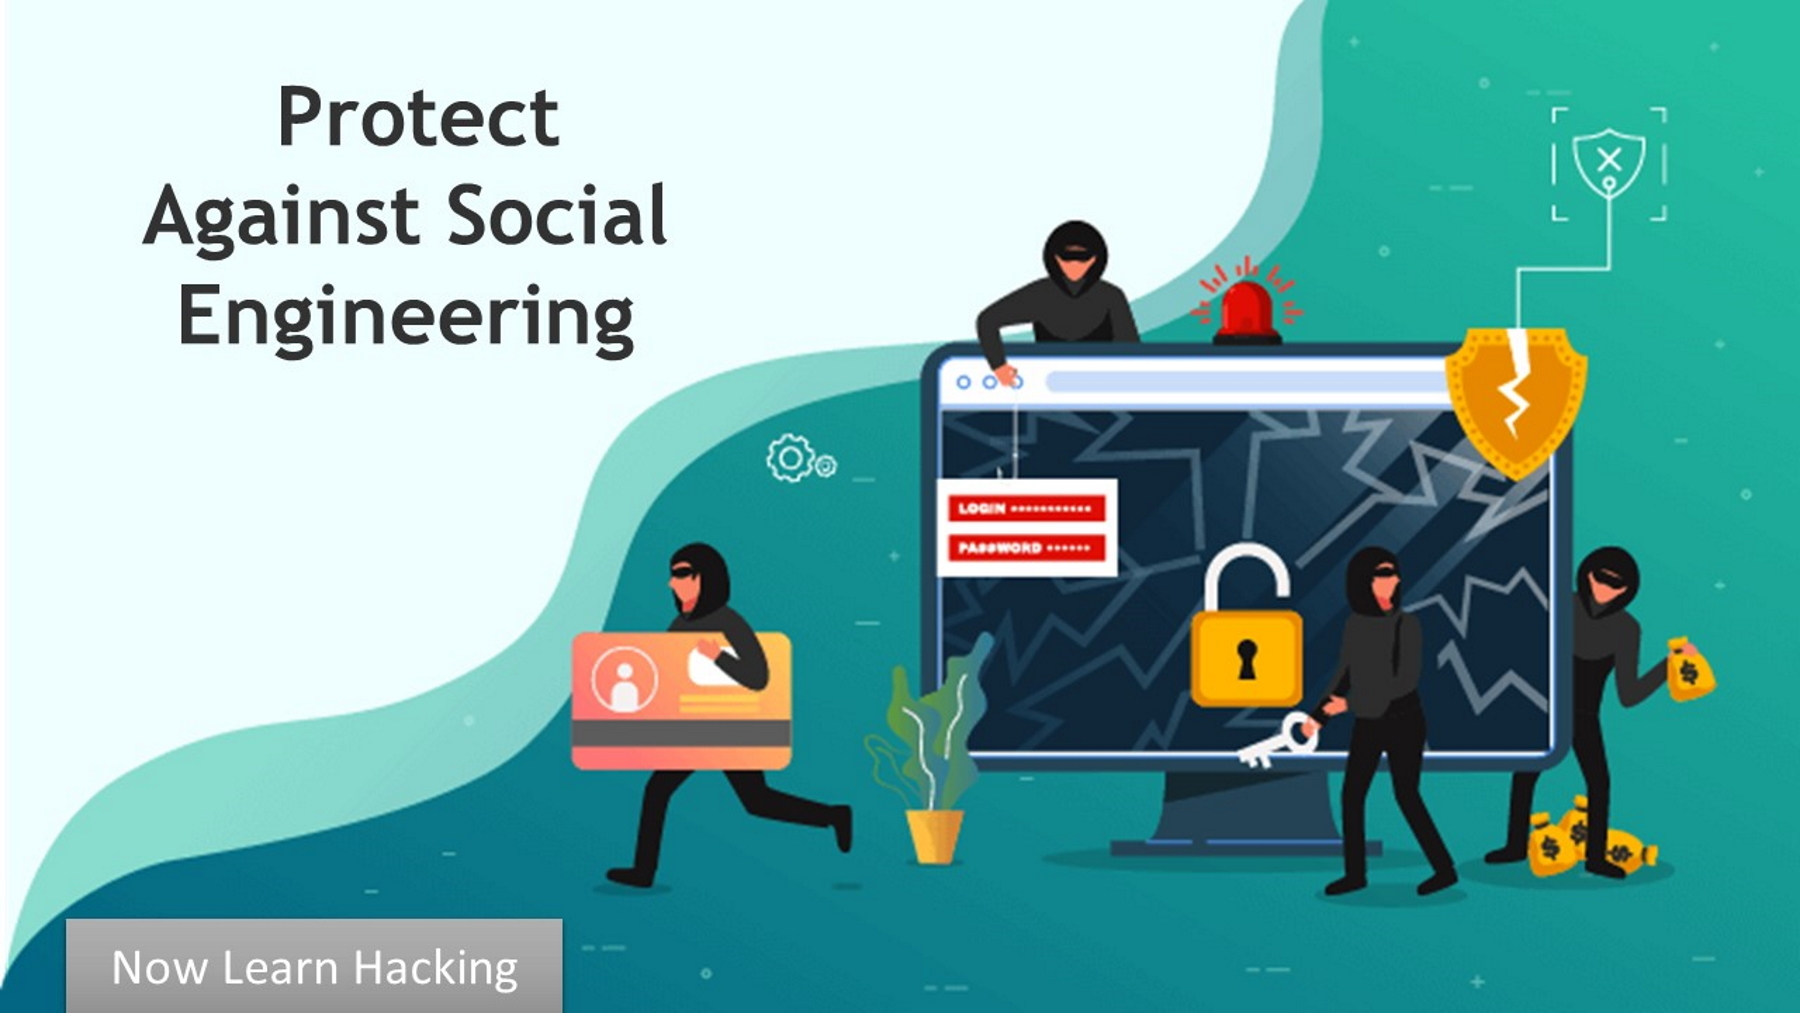 Protect
Against Social
Engineering
LOGIN ***********
PASSWORD ******
$
$
$
$
Now Learn Hacking